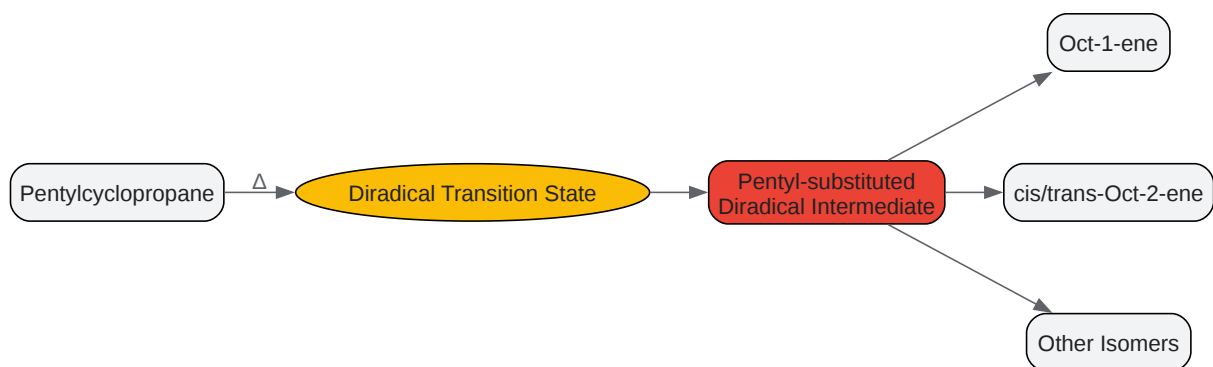 Oct-1-ene
Pentylcyclopropane
Δ
Diradical Transition State
Pentyl-substituted
Diradical Intermediate
cis/trans-Oct-2-ene
Other Isomers